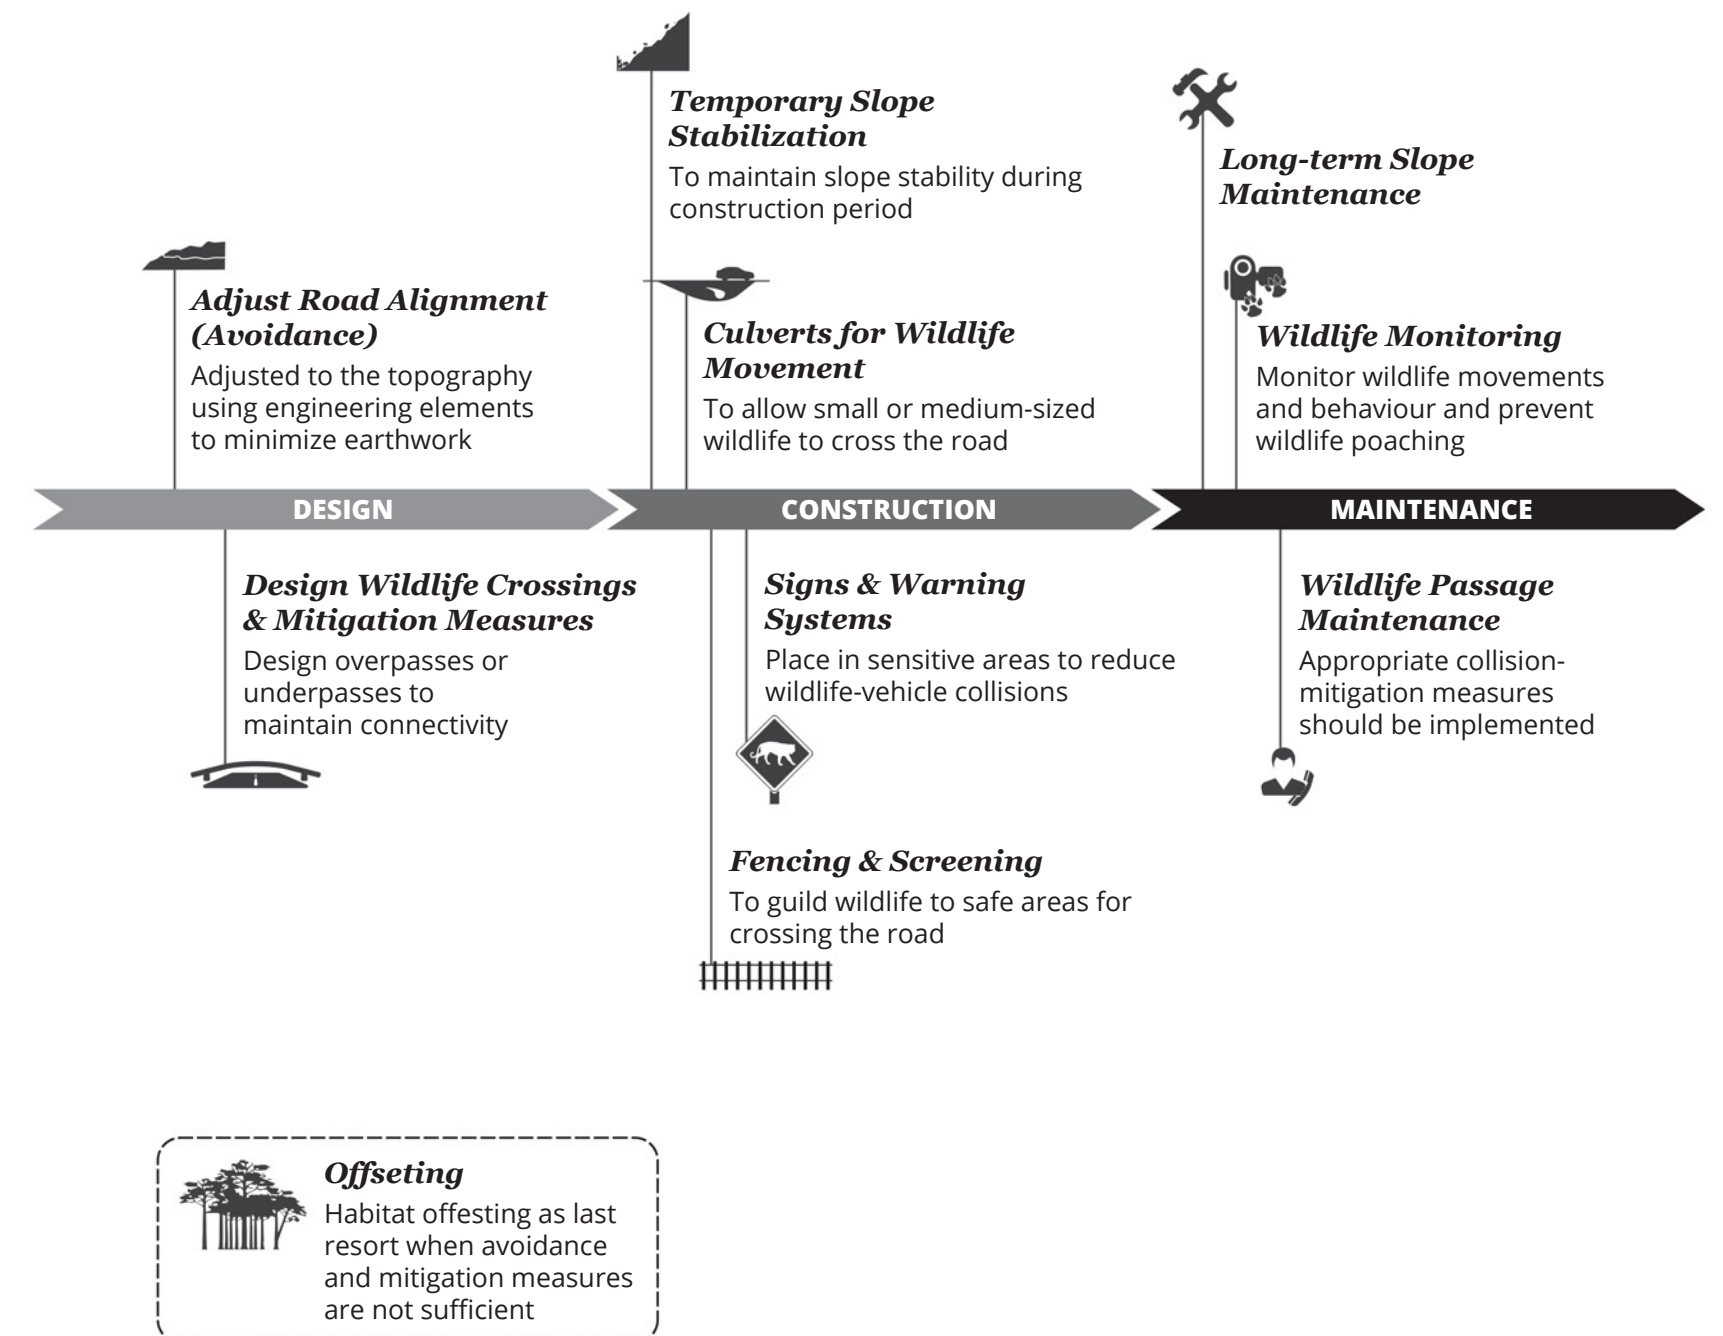 Temporary Slope
Stabilization
To maintain slope stability during
construction period
Long-term Slope
Maintenance
Adjust Road Alignment
(Avoidance)
Adjusted to the topography
using engineering elements
to minimize earthwork
Culverts for Wildlife
Movement
To allow small or medium-sized
wildlife to cross the road
Wildlife Monitoring
Monitor wildlife movements
and behaviour and prevent
wildlife poaching
DESIGN
CONSTRUCTION
MAINTENANCE
Design Wildlife Crossings
& Mitigation Measures
Design overpasses or
underpasses to
maintain connectivity
Signs & Warning
Systems
Place in sensitive areas to reduce
wildlife-vehicle collisions
Wildlife Passage
Maintenance
Appropriate collision-
mitigation measures
should be implemented
Fencing & Screening
To guild wildlife to safe areas for
crossing the road
Offseting
Habitat offesting as last
resort when avoidance
and mitigation measures
are not sufficient